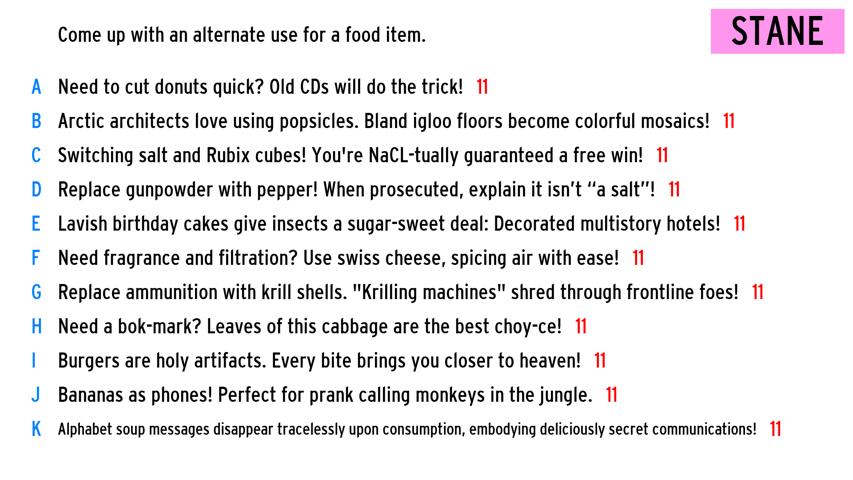 Come up with an alternate use for a food item.
STANE
A Need to cut donuts quick? Old CDs will do the trick! 11
B Arctic architects love using popsicles. Bland igloo floors become colorful mosaics! 11
C Switching salt and Rubix cubes! You're NaCL-tually guaranteed a free win! 11
D Replace gunpowder with pepper! When prosecuted, explain it isn't “a salt”! 11
E Lavish birthday cakes give insects a sugar-sweet deal: Decorated multistory hotels! 11
F Need fragrance and filtration? Use swiss cheese, spicing air with ease! 11
G Replace ammunition with krill shells. "Krilling machines" shred through frontline foes! 11
H Need a bok-mark? Leaves of this cabbage are the best choy-ce! 11
I Burgers are holy artifacts. Every bite brings you closer to heaven! 11
J Bananas as phones! Perfect for prank calling monkeys in the jungle. 11
K Alphabet soup messages disappear tracelessly upon consumption, embodying deliciously secret communications! 11